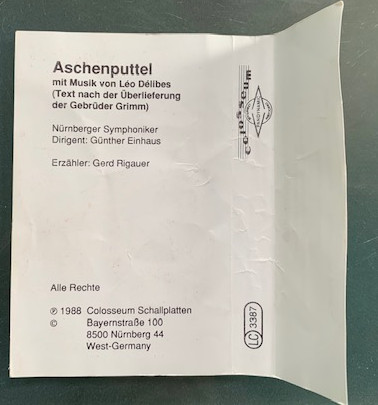 Aschenputtel
mit Musik von Léo Délibes
(Text nach der Überlieferung
der Gebrüder Grimm)
Nürnberger Symphoniker
Dirigent: Günther Einhaus
Erzähler: Gerd Rigauer
Alle Rechte
℗ 1988 Colosseum Schallplatten
© Bayernstraße 100
8500 Nürnberg 44
West-Germany
colosseum
LC 3387